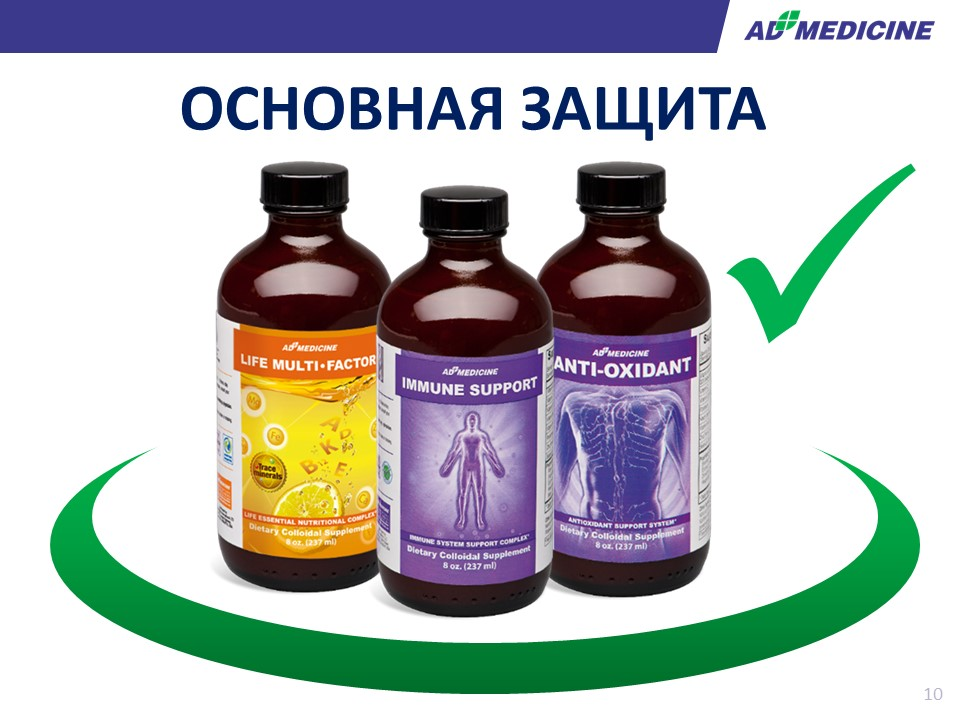 AD MEDICINE
ОСНОВНАЯ ЗАЩИТА
AD MEDICINE
LIFE MULTI•FACTOR
Mg
Fe
A
D
K
B
E
Trace
minerals
LIFE ESSENTIAL NUTRITIONAL COMPLEX*
Dietary Colloidal Supplement
8 oz. (237 ml)
AD MEDICINE
IMMUNE SUPPORT
IMMUNE SYSTEM SUPPORT COMPLEX*
Dietary Colloidal Supplement
8 oz. (237 ml)
AD MEDICINE
ANTI-OXIDANT
ANTIOXIDANT SUPPORT SYSTEM*
Dietary Colloidal Supplement
8 oz. (237 ml)
10